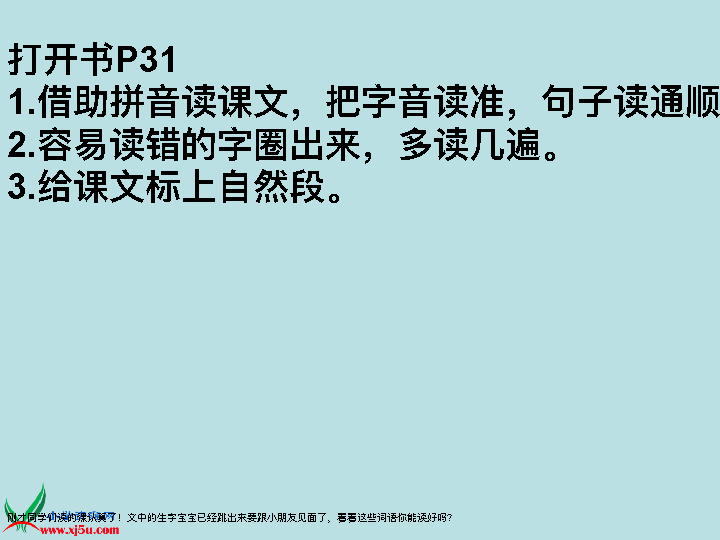 打开书P31
1.借助拼音读课文，把字音读准，句子读通顺
2.容易读错的字圈出来，多读几遍。
3.给课文标上自然段。
刚才同学们读的课认真了！文中的生字宝宝已经跳出来要跟小朋友见面了，看看这些词语你能读好吗？
www.xj5u.com